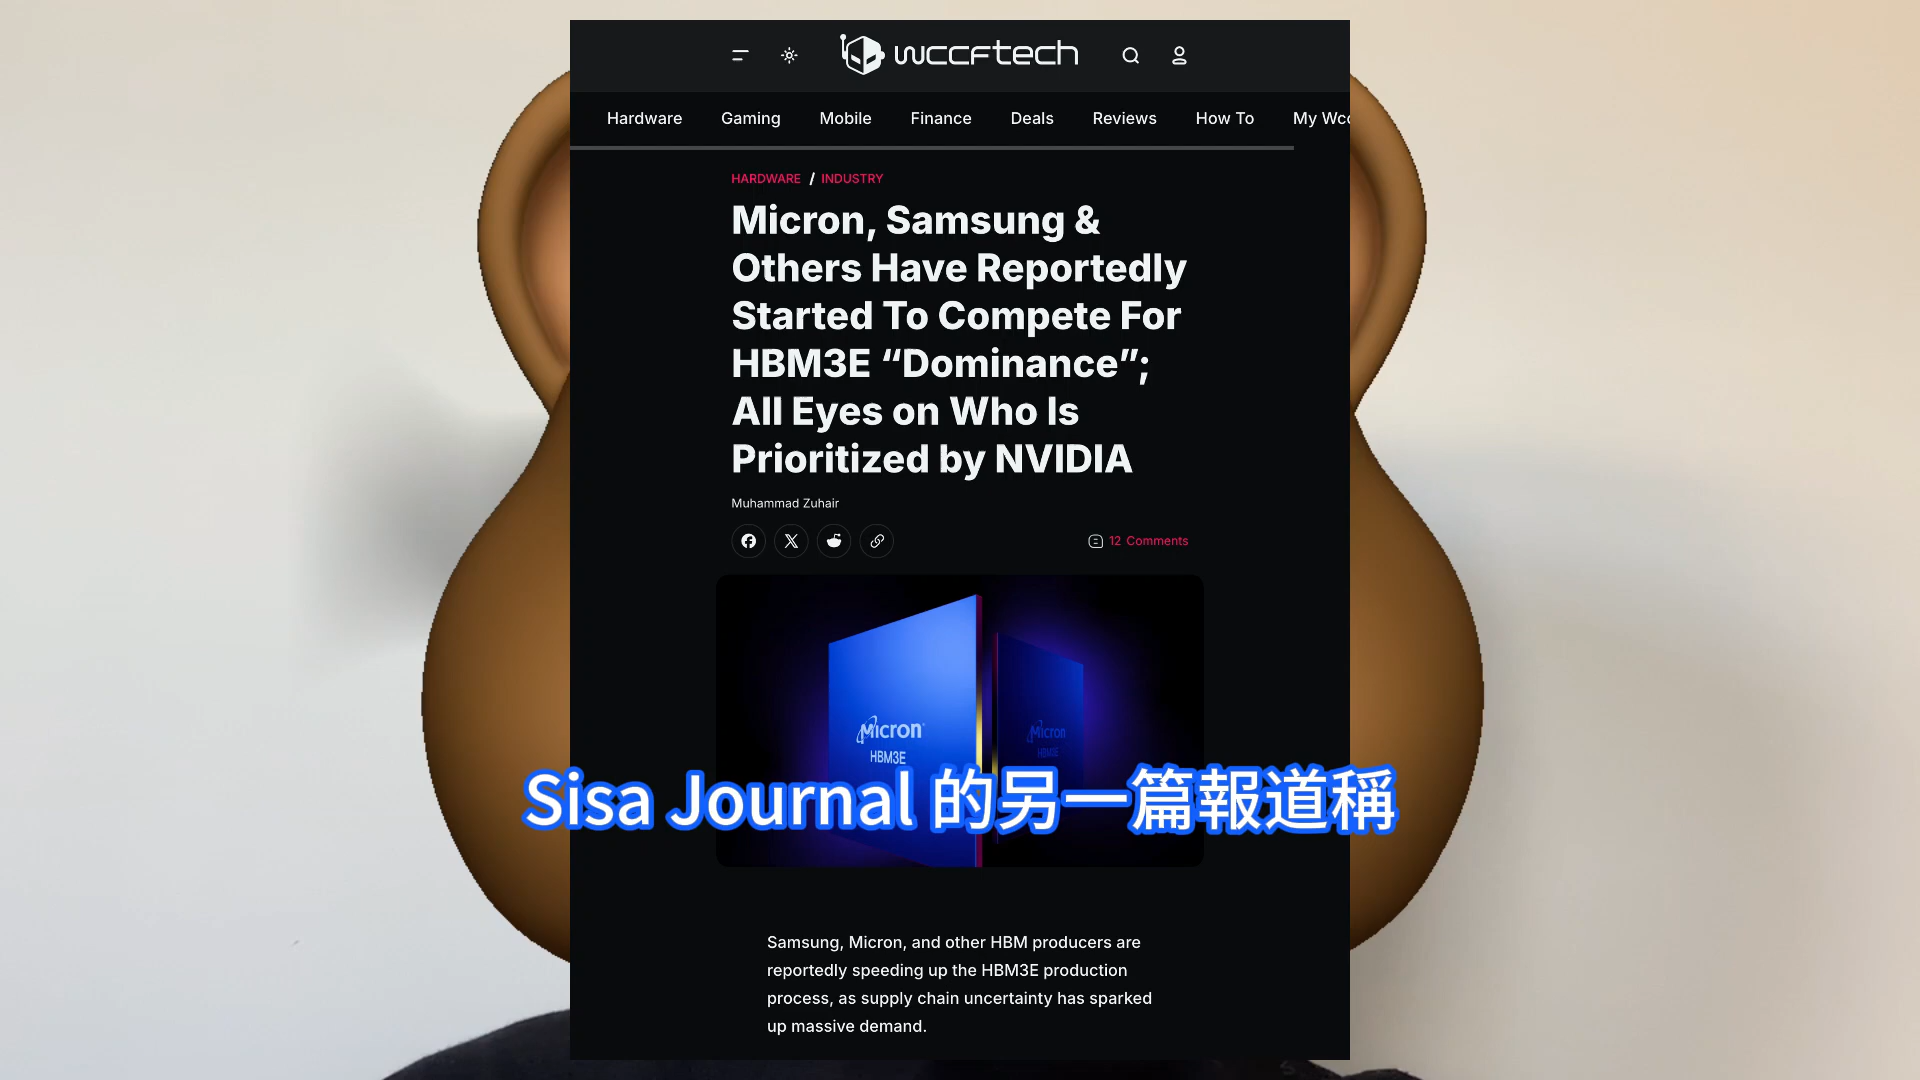 wccftech
Hardware Gaming Mobile Finance Deals Reviews How To My Wcc
HARDWARE / INDUSTRY
Micron, Samsung &
Others Have Reportedly
Started To Compete For
HBM3E “Dominance”;
All Eyes on Who Is
Prioritized by NVIDIA
Muhammad Zuhair
12 Comments
Micron
HBM3E
Micron
HBM3E
Sisa Journal 的另一篇報道稱
Samsung, Micron, and other HBM producers are
reportedly speeding up the HBM3E production
process, as supply chain uncertainty has sparked
up massive demand.